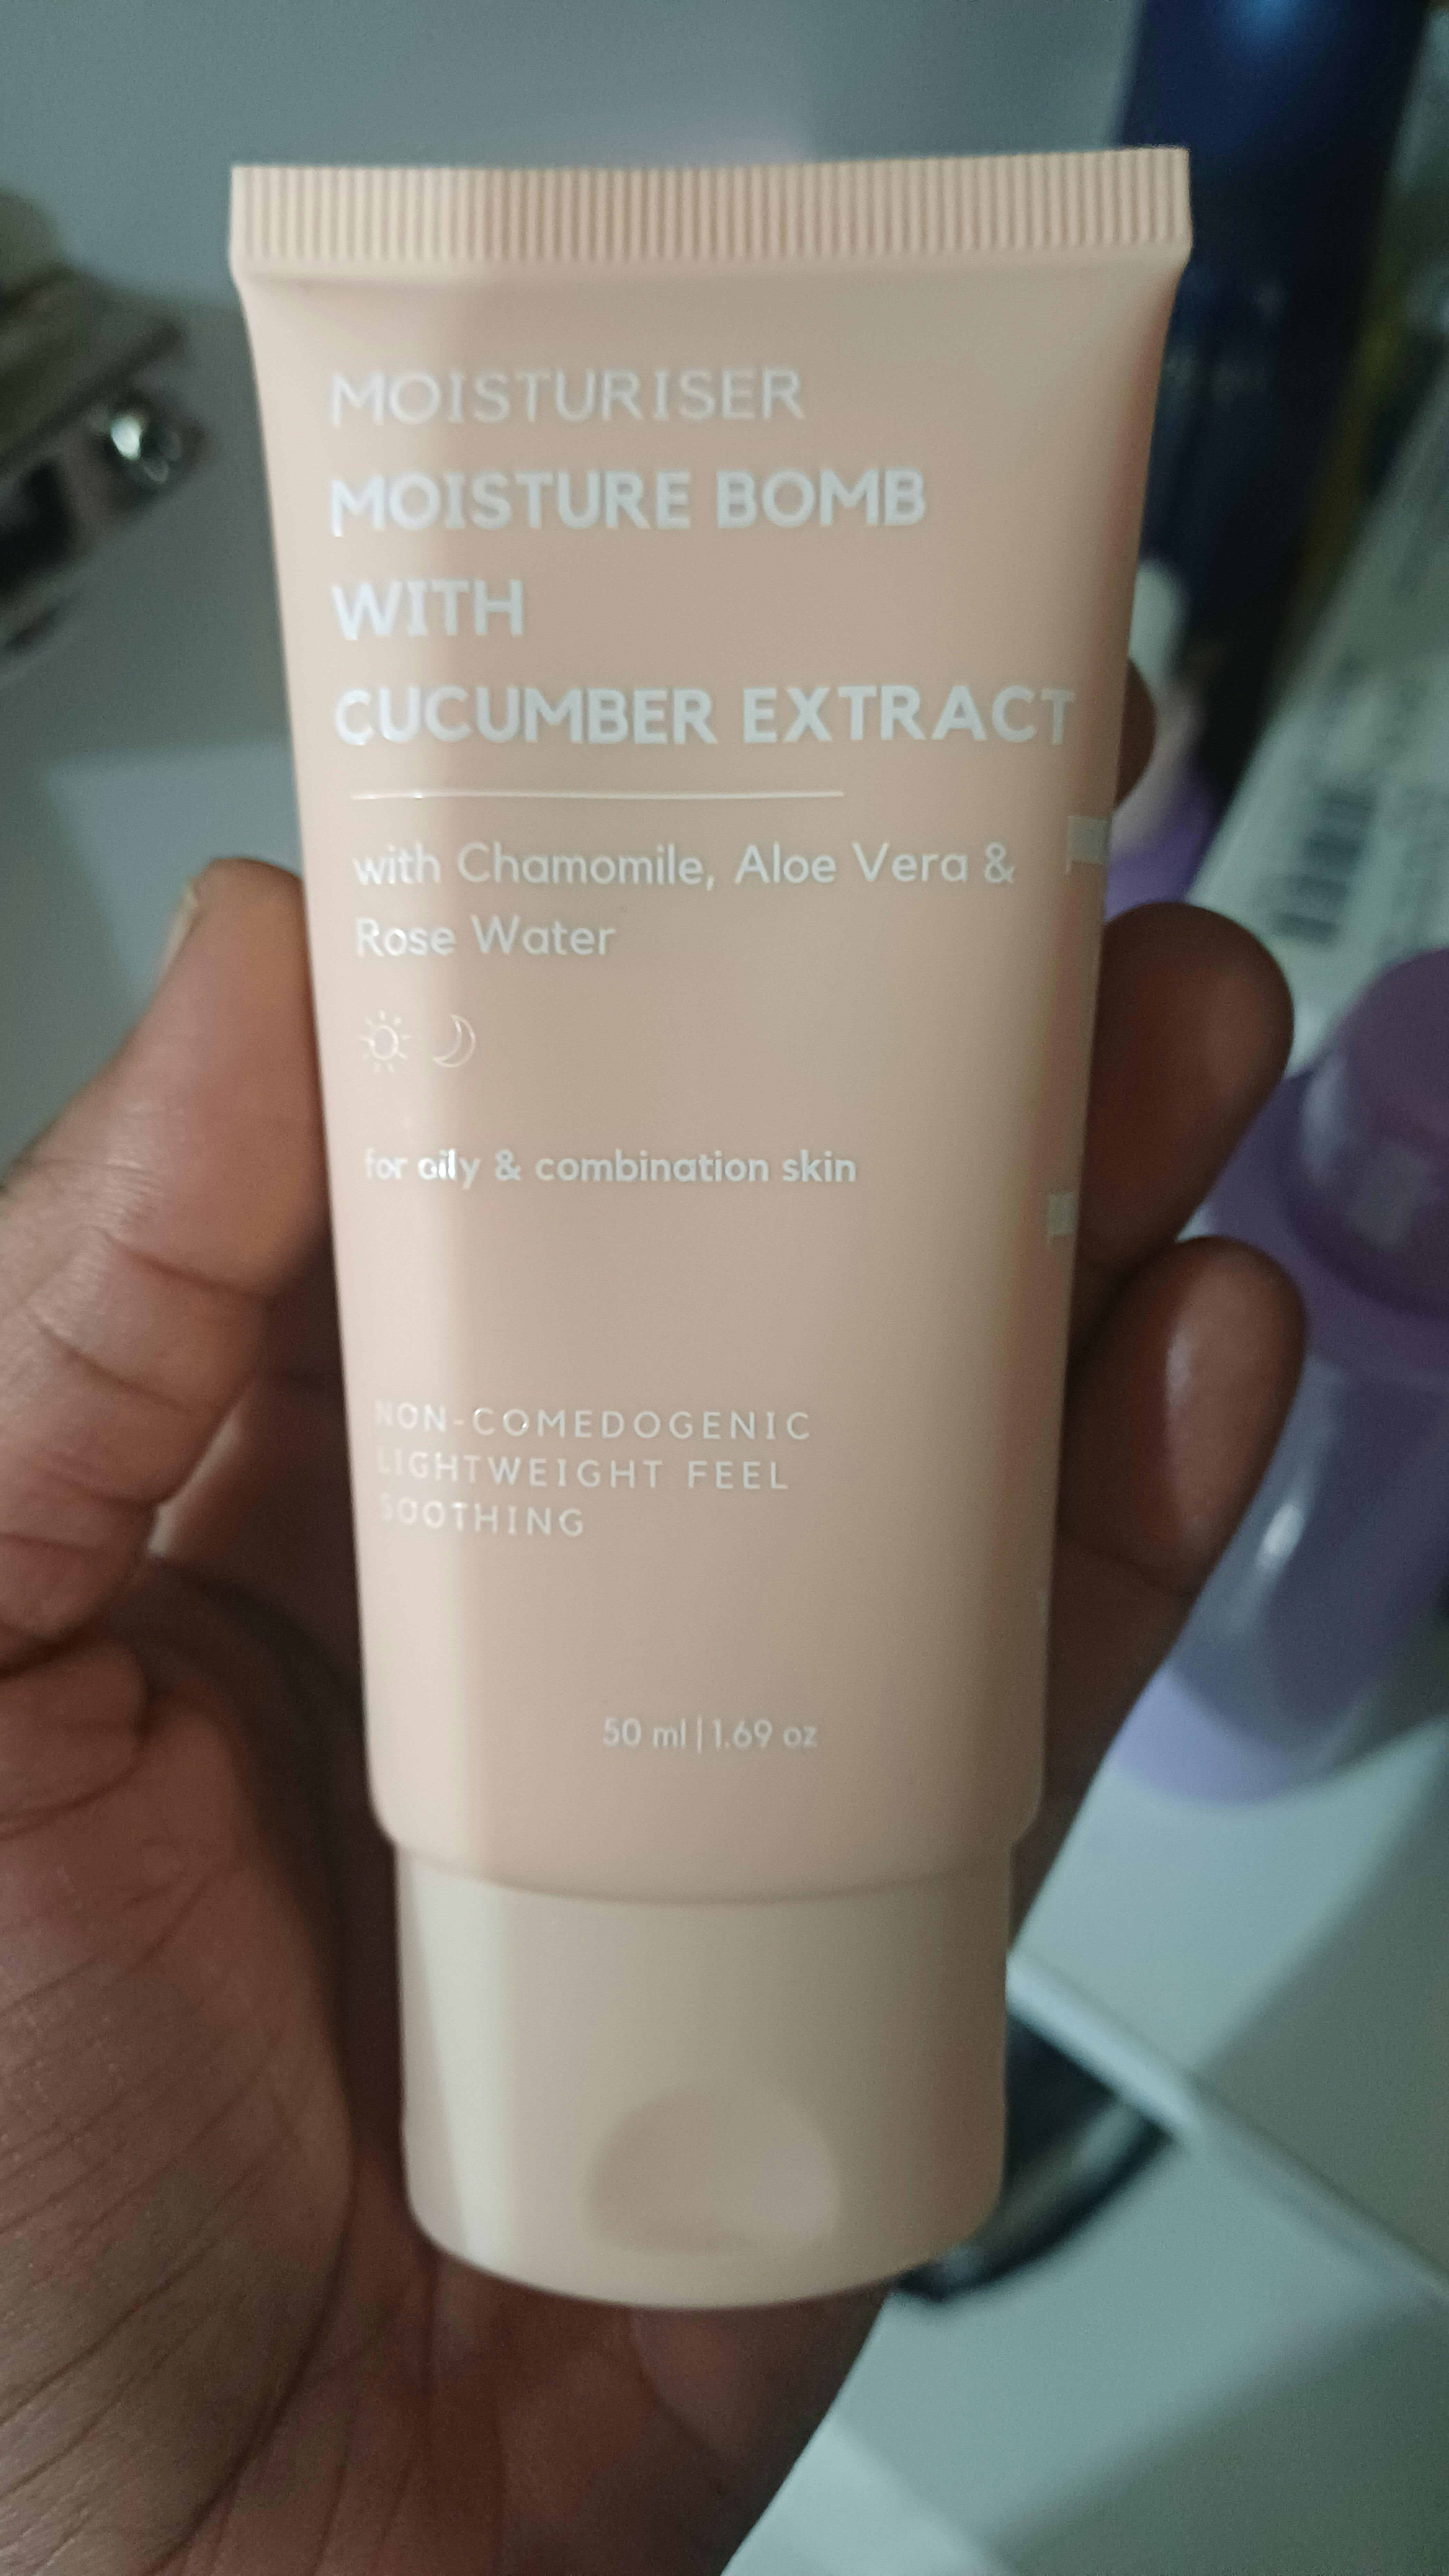 MOISTURISER
MOISTURE BOMB
WITH
CUCUMBER EXTRACT
with Chamomile, Aloe Vera &
Rose Water
for oily & combination skin
NON-COMEDOGENIC
LIGHTWEIGHT FEEL
SOOTHING
50 ml | 1.69 oz